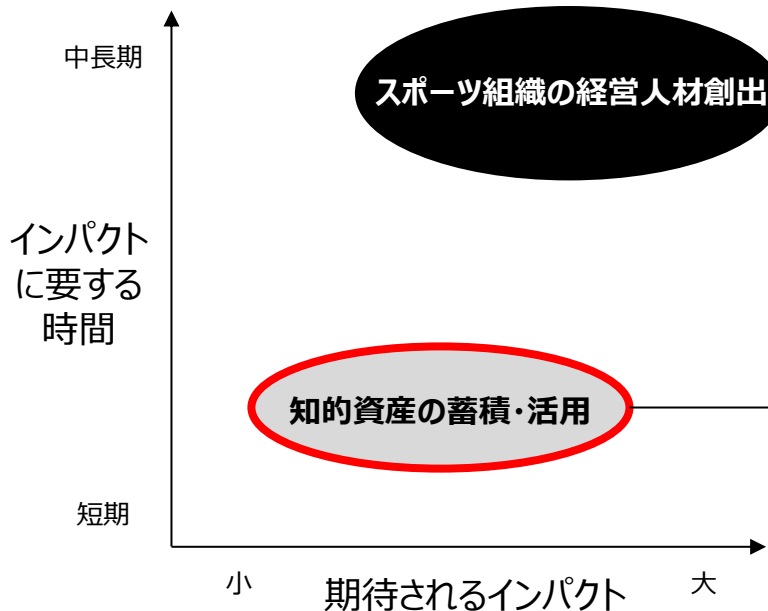 中長期
スポーツ組織の経営人材創出
インパクト
に要する
時間
知的資産の蓄積・活用
短期
小
期待されるインパクト
大